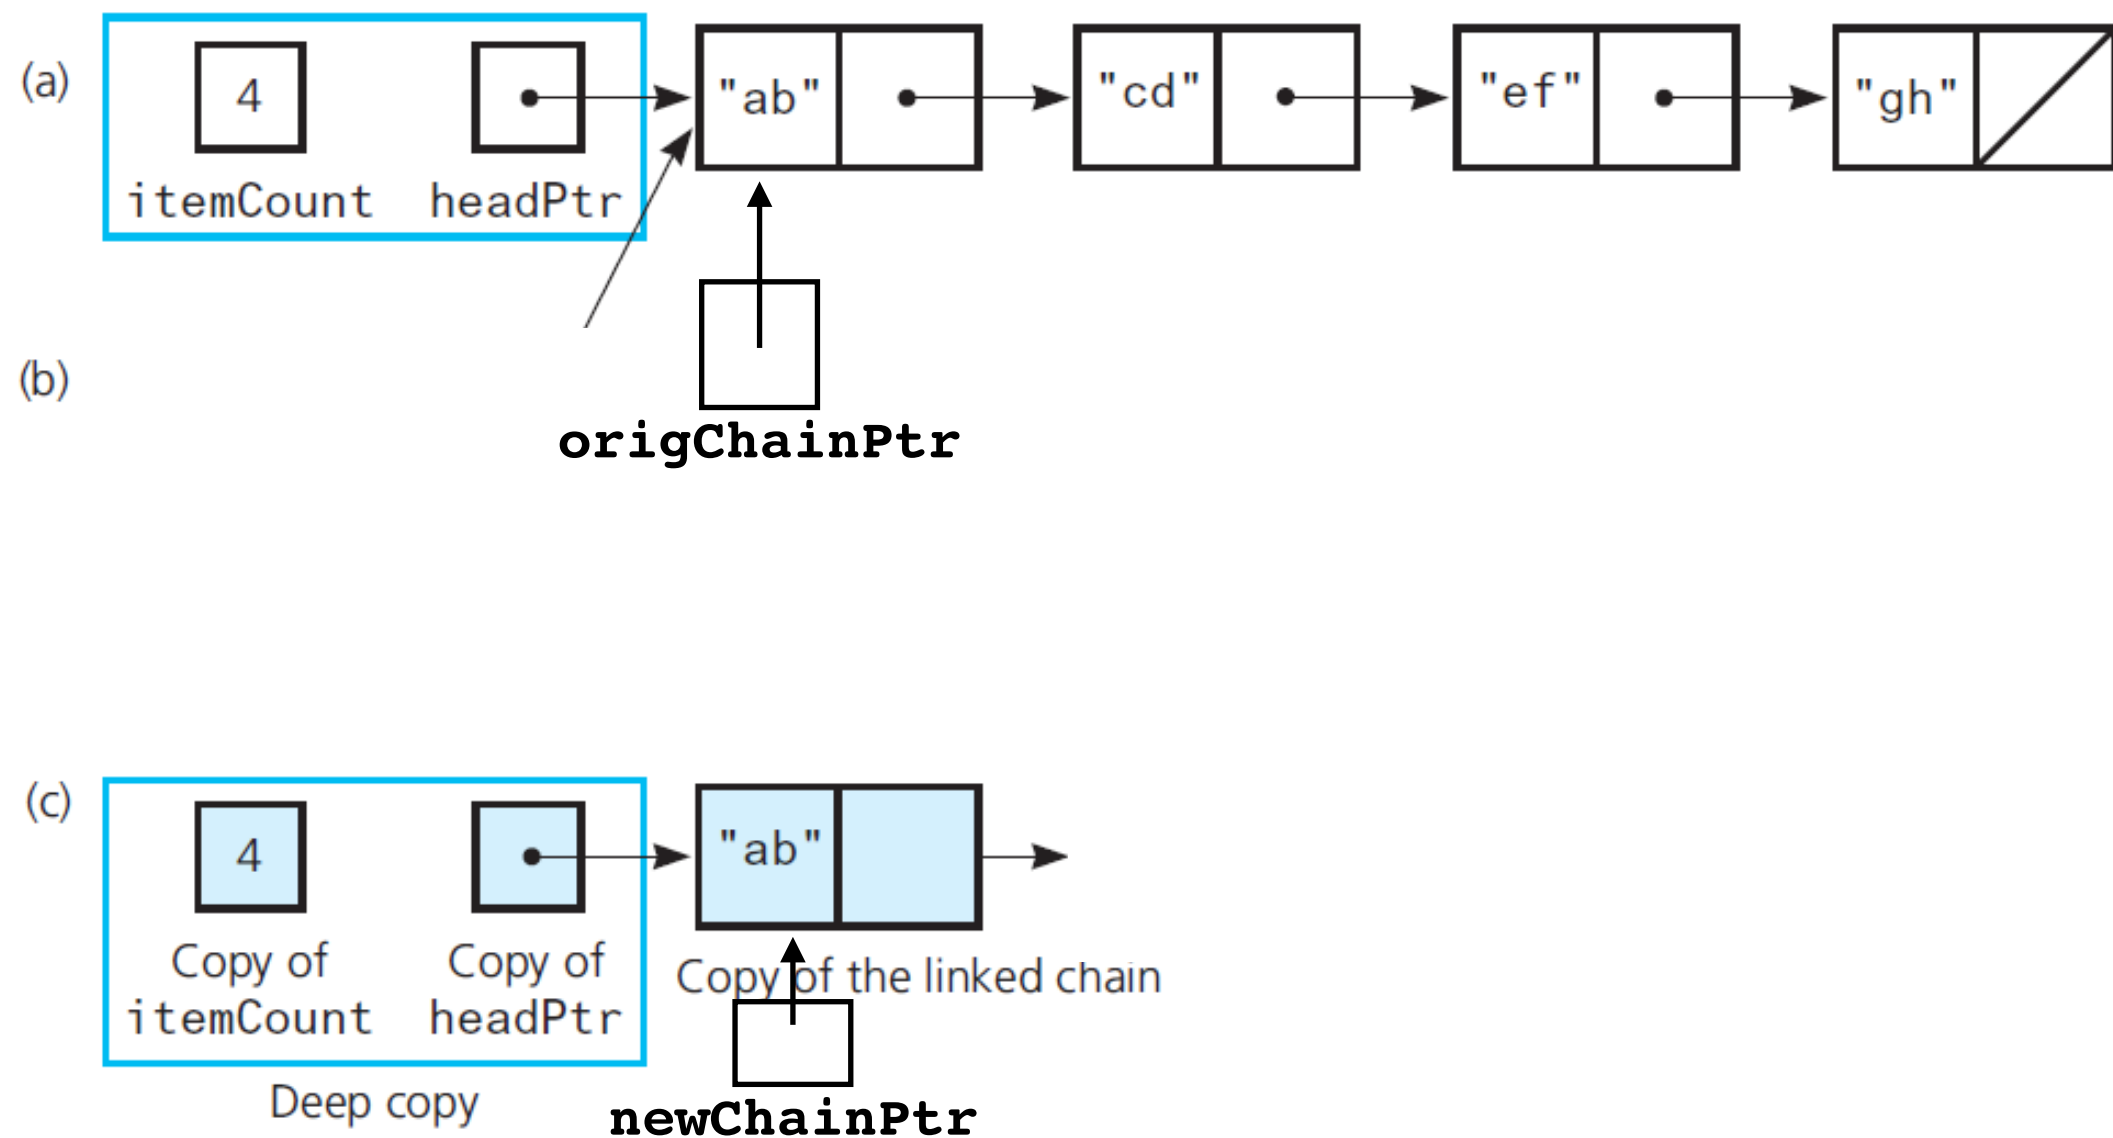 (a)
4
"ab"
"cd"
"ef"
"gh"
itemCount
headPtr
(b)
origChainPtr
(c)
4
"ab"
Copy of
itemCount
Copy of
headPtr
Copy of the linked chain
Deep copy
newChainPtr